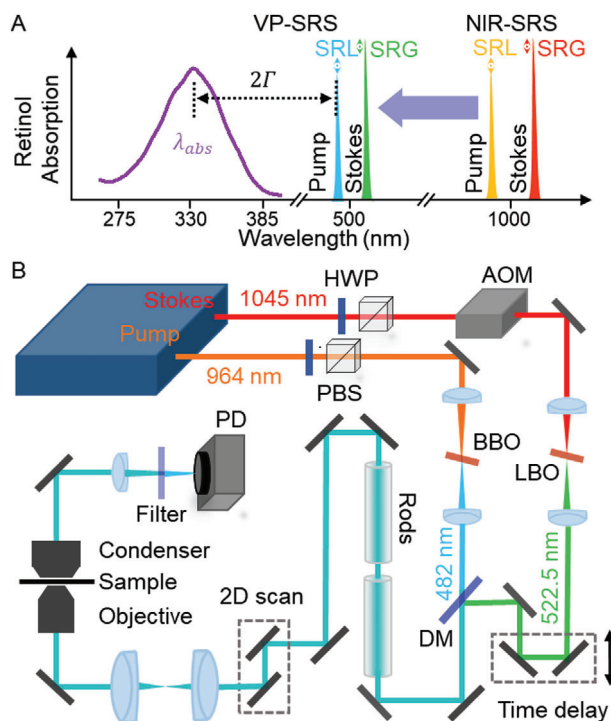 A
VP-SRS
NIR-SRS
SRL
SRG
SRL
SRG
2Γ
λabs
Retinol
Absorption
Pump
Stokes
Pump
Stokes
275
330
385
500
1000
Wavelength (nm)
B
HWP
AOM
Stokes
1045 nm
Pump
964 nm
PBS
PD
BBO
LBO
Filter
Rods
Condenser
Sample
Objective
2D scan
482 nm
522.5 nm
DM
Time delay